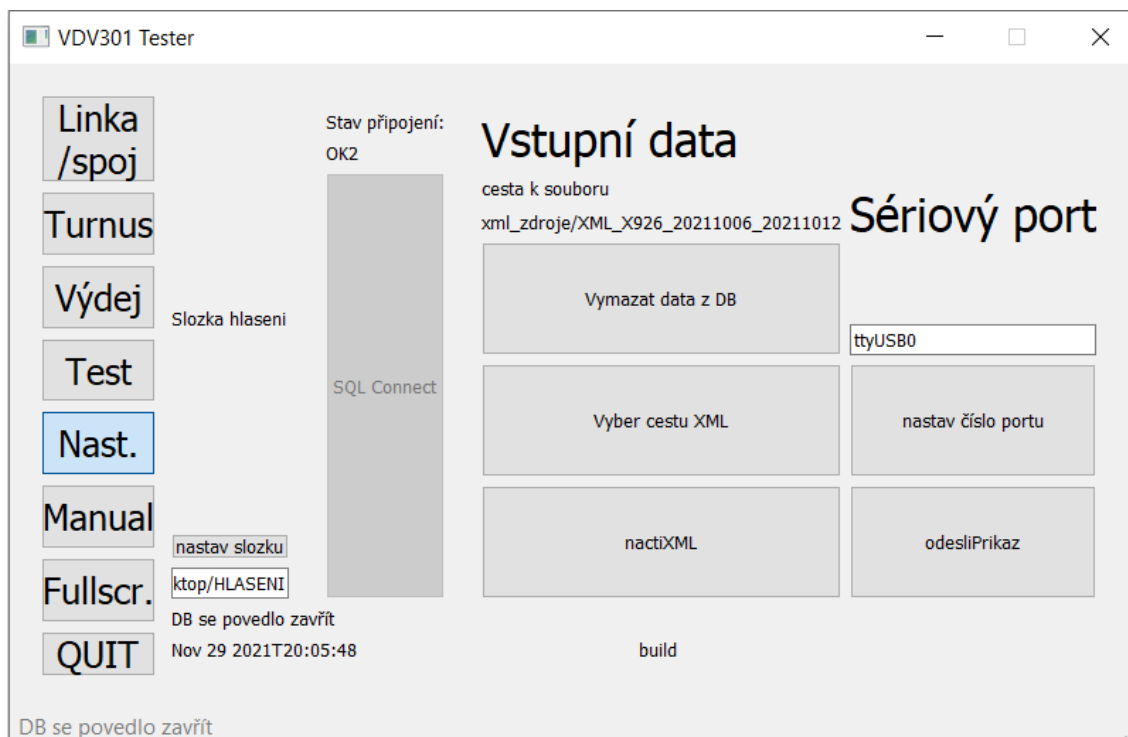 VDV301 Tester
Linka
/spoj
Turnus
Výdej
Test
Nast.
Manual
Fullscr.
QUIT
Slozka hlaseni
nastav slozku
ktop/HLASENI
DB se povedlo zavřít
Nov 29 2021T20:05:48
Stav připojení:
OK2
SQL Connect
Vstupní data
cesta k souboru
xml_zdroje/XML_X926_20211006_20211012
Vymazat data z DB
Vyber cestu XML
nactiXML
build
Sériový port
ttyUSB0
nastav číslo portu
odesliPrikaz
DB se povedlo zavřít